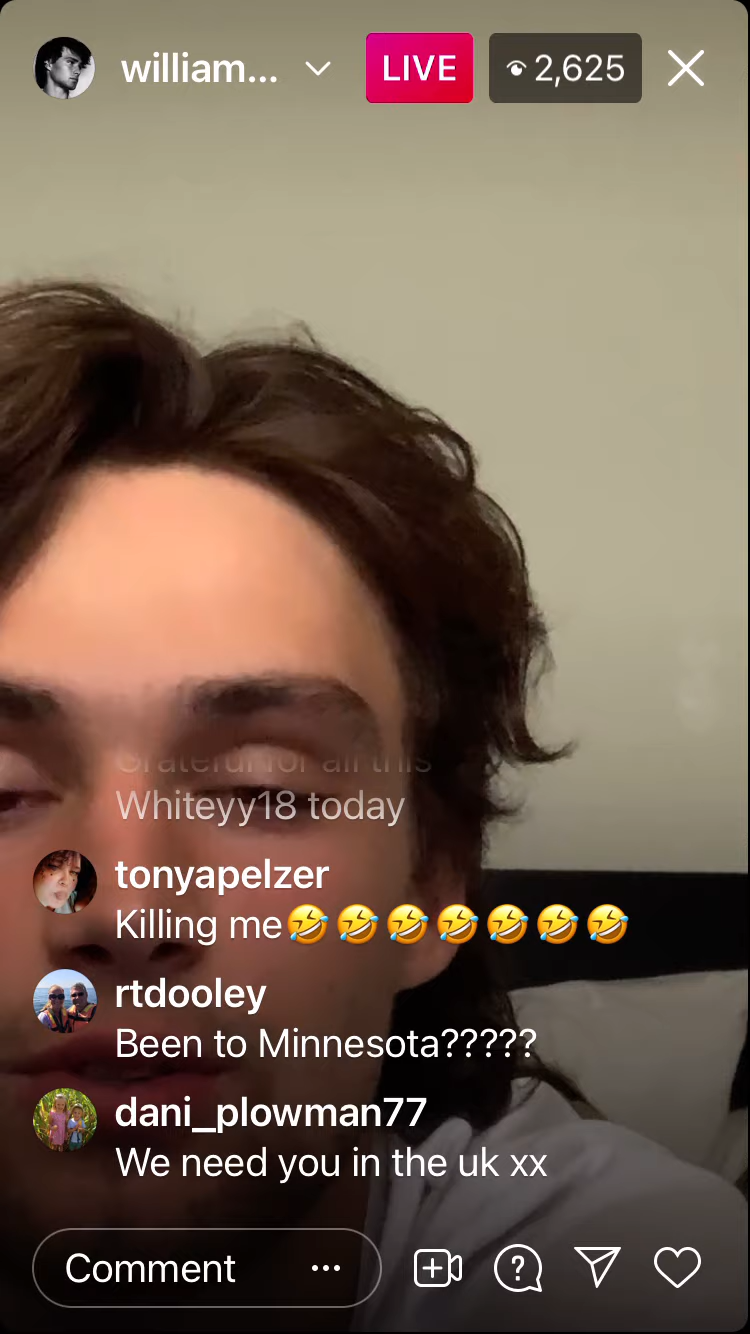 william...
LIVE
2,625
Grateful for all this
Whiteyy18 today
tonyapelzer
Killing me🤣🤣🤣🤣🤣🤣🤣
rtdooley
Been to Minnesota?????
dani_plowman77
We need you in the uk xx
Comment